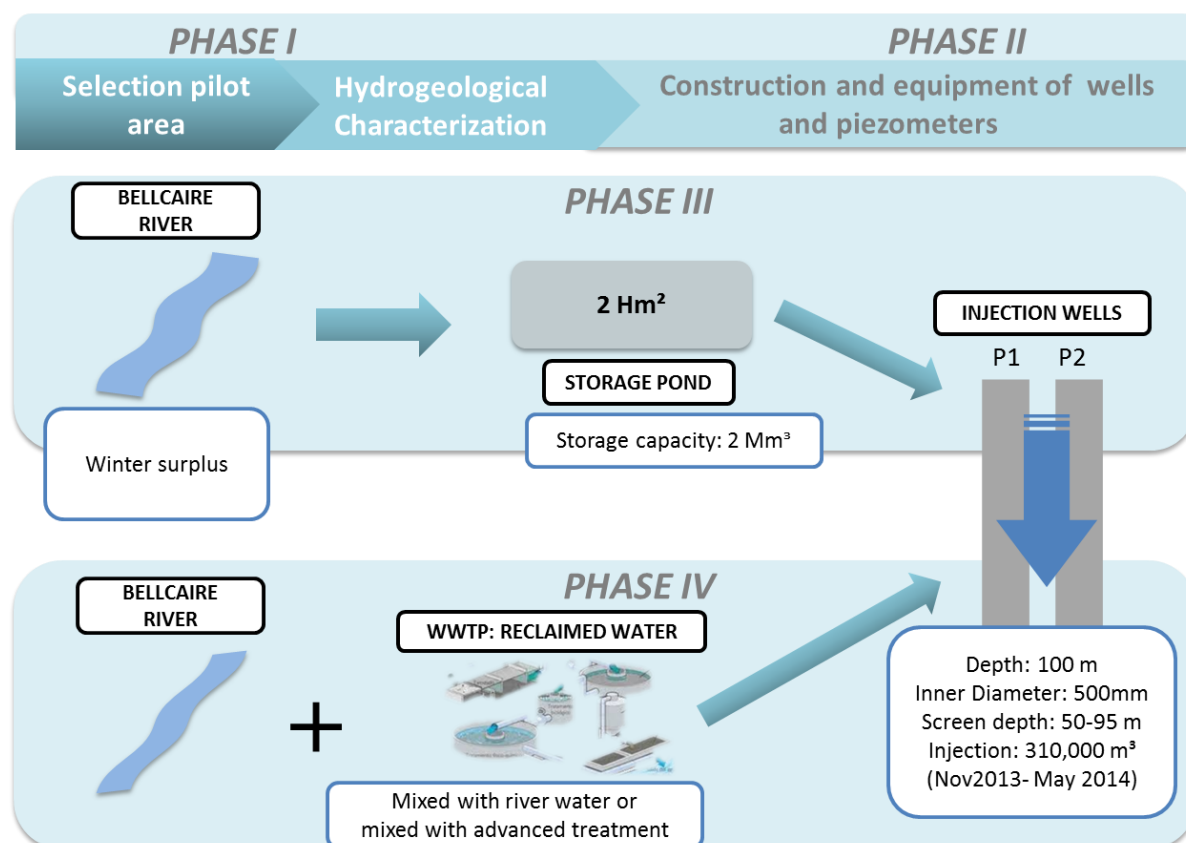 PHASE I
PHASE II
Selection pilot
area
Hydrogeological
Characterization
Construction and equipment of wells
and piezometers
PHASE III
BELLCAIRE
RIVER
2 Hm²
INJECTION WELLS
P1 P2
STORAGE POND
Storage capacity: 2 Mm³
Winter surplus
PHASE IV
BELLCAIRE
RIVER
WWTP: RECLAIMED WATER
+
Mixed with river water or
mixed with advanced treatment
Depth: 100 m
Inner Diameter: 500mm
Screen depth: 50-95 m
Injection: 310,000 m³
(Nov2013- May 2014)